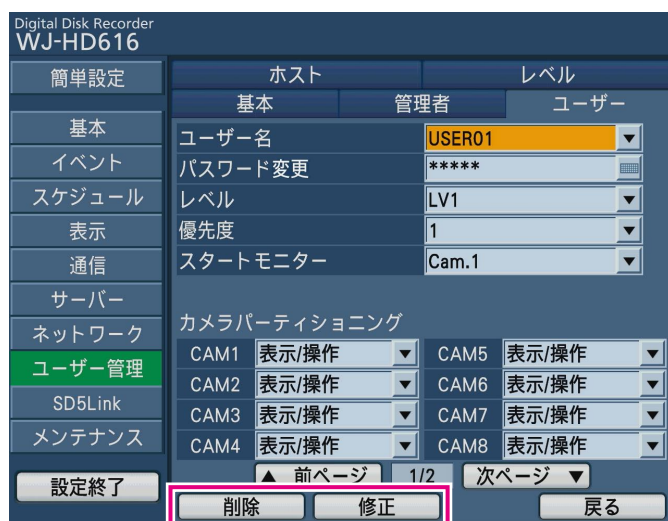 Digital Disk Recorder
WJ-HD616
簡単設定
基本
イベント
スケジュール
表示
通信
サーバー
ネットワーク
ユーザー管理
SD5Link
メンテナンス
設定終了
ホスト レベル
基本 管理者 ユーザー
ユーザー名 USER01
パスワード変更 *****
レベル LV1
優先度 1
スタートモニター Cam.1
カメラパーティショニング
CAM1 表示/操作 CAM5 表示/操作
CAM2 表示/操作 CAM6 表示/操作
CAM3 表示/操作 CAM7 表示/操作
CAM4 表示/操作 CAM8 表示/操作
▲ 前ページ 1/2 次ページ ▼
削除 修正 戻る